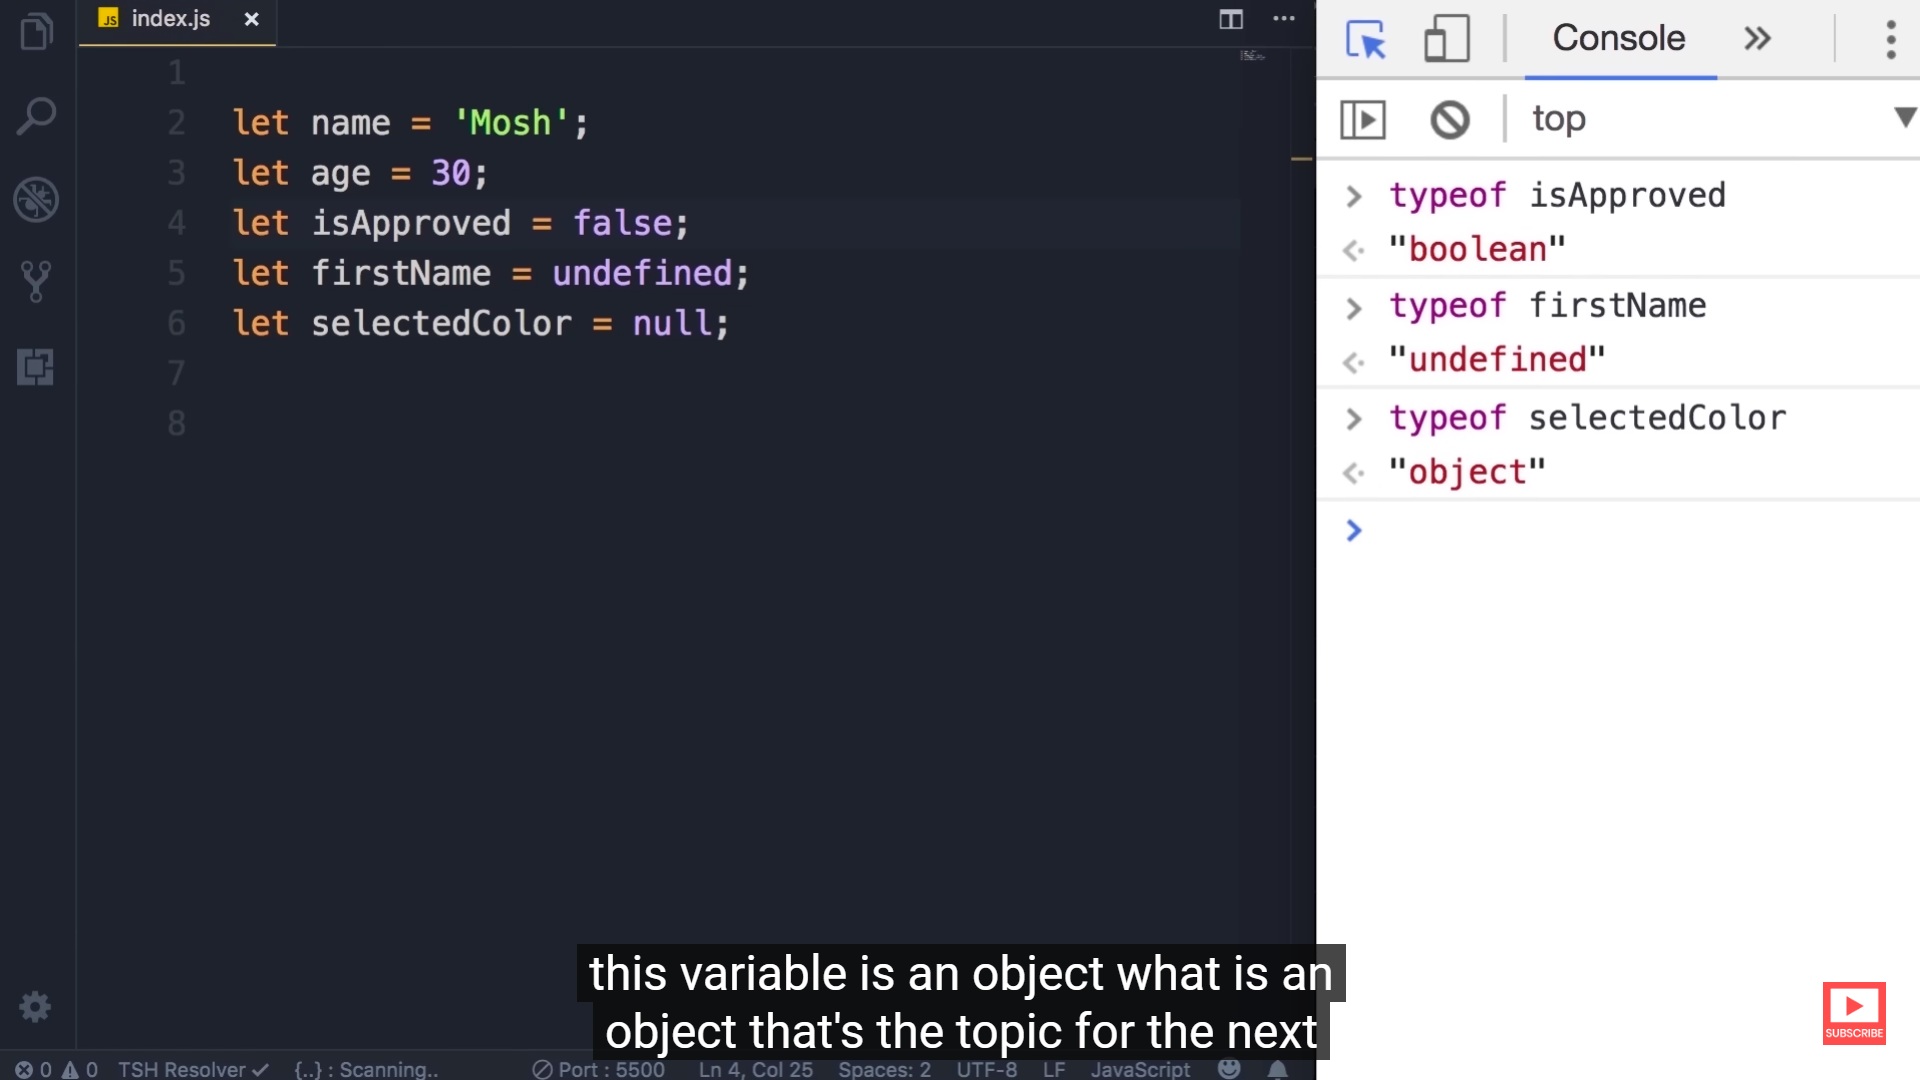 index.js
1
2 let name = 'Mosh';
3 let age = 30;
4 let isApproved = false;
5 let firstName = undefined;
6 let selectedColor = null;
7
8
Console
top
typeof isApproved
"boolean"
typeof firstName
"undefined"
typeof selectedColor
"object"
this variable is an object what is an
object that's the topic for the next
SUBSCRIBE
0 0 TSH Resolver {..} : Scanning.. Port : 5500 Ln 4, Col 25 Spaces: 2 UTF-8 LF JavaScript